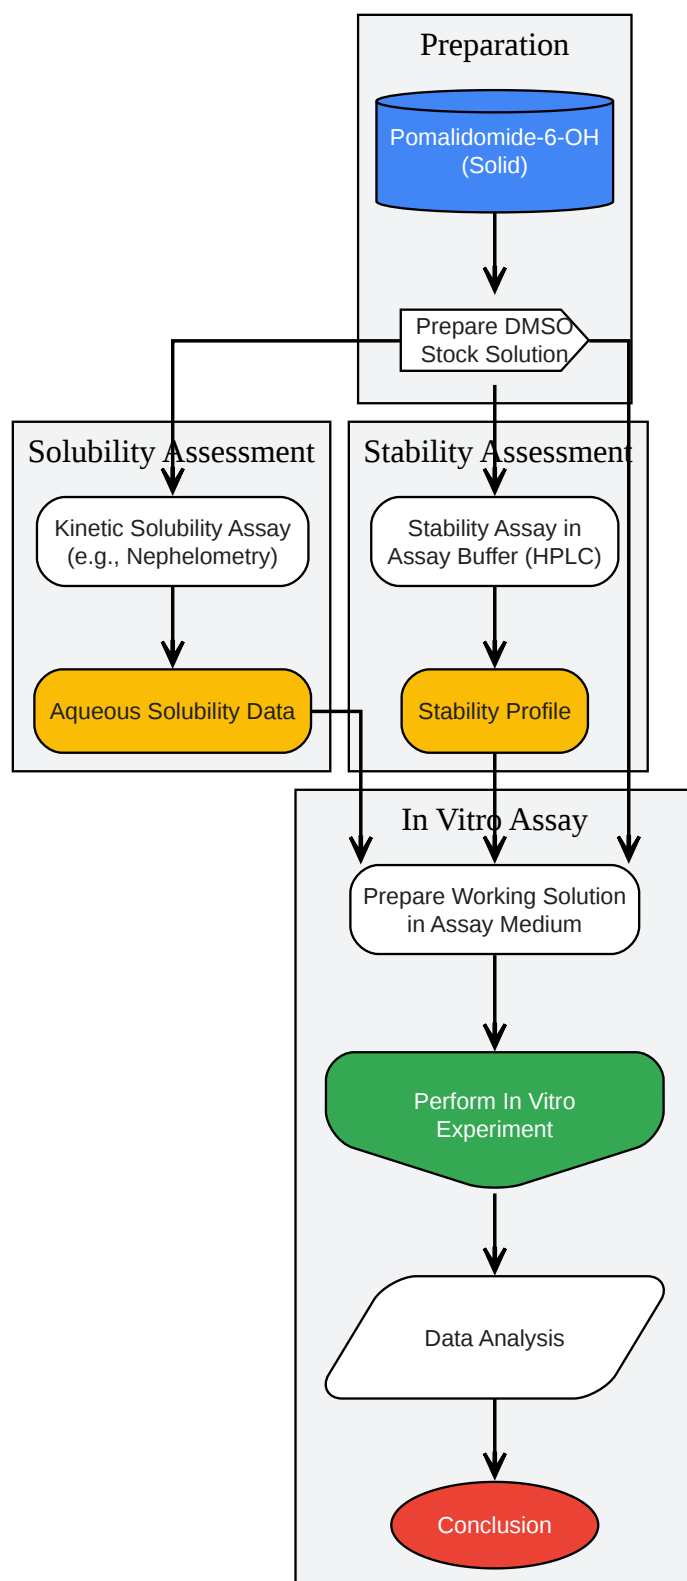 Preparation
Pomalidomide-6-OH
(Solid)
Prepare DMSO
Stock Solution
Solubility Assessment
Kinetic Solubility Assay
(e.g., Nephelometry)
Aqueous Solubility Data
Stability Assessment
Stability Assay in
Assay Buffer (HPLC)
Stability Profile
In Vitro Assay
Prepare Working Solution
in Assay Medium
Perform In Vitro
Experiment
Data Analysis
Conclusion